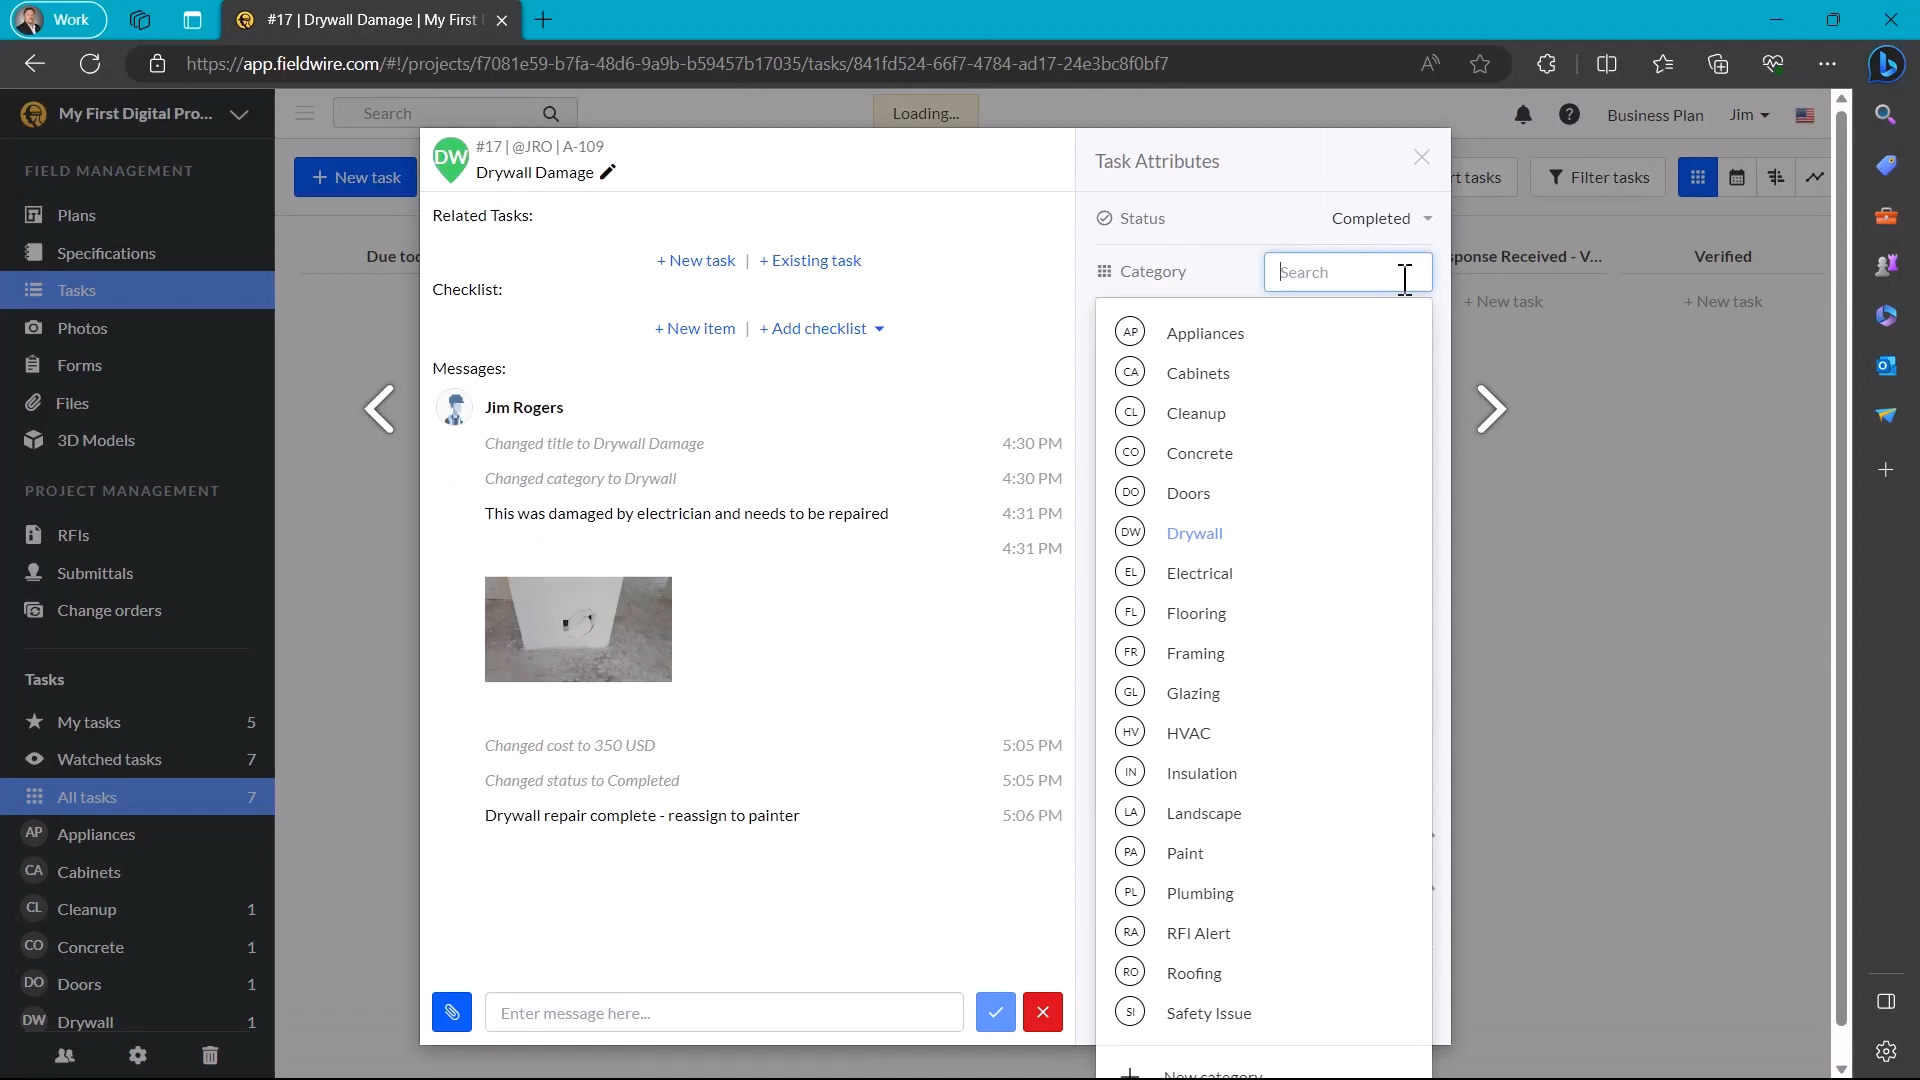 Work
#17 | Drywall Damage | My First
https://app.fieldwire.com/#!/projects/f7081e59-b7fa-48d6-9a9b-b59457b17035/tasks/841fd524-66f7-4784-ad17-24e3bc8f0bf7
My First Digital Pro...
Search
Loading...
Business Plan
Jim
FIELD MANAGEMENT
Plans
Specifications
Tasks
Photos
Forms
Files
3D Models
PROJECT MANAGEMENT
RFIs
Submittals
Change orders
Tasks
My tasks 5
Watched tasks 7
All tasks 7
AP Appliances
CA Cabinets
CL Cleanup 1
CO Concrete 1
DO Doors 1
DW Drywall 1
+ New task
rt tasks
Filter tasks
Due tod
sponse Received - V...
Verified
+ New task
+ New task
DW
#17 | @JRO | A-109
Drywall Damage
Related Tasks:
+ New task | + Existing task
Checklist:
+ New item | + Add checklist
Messages:
Jim Rogers
Changed title to Drywall Damage 4:30 PM
Changed category to Drywall 4:30 PM
This was damaged by electrician and needs to be repaired 4:31 PM
4:31 PM
Changed cost to 350 USD 5:05 PM
Changed status to Completed 5:05 PM
Drywall repair complete - reassign to painter 5:06 PM
Enter message here...
Task Attributes
Status Completed
Category Search
AP Appliances
CA Cabinets
CL Cleanup
CO Concrete
DO Doors
DW Drywall
EL Electrical
FL Flooring
FR Framing
GL Glazing
HV HVAC
IN Insulation
LA Landscape
PA Paint
PL Plumbing
RA RFI Alert
RO Roofing
SI Safety Issue
+ New category